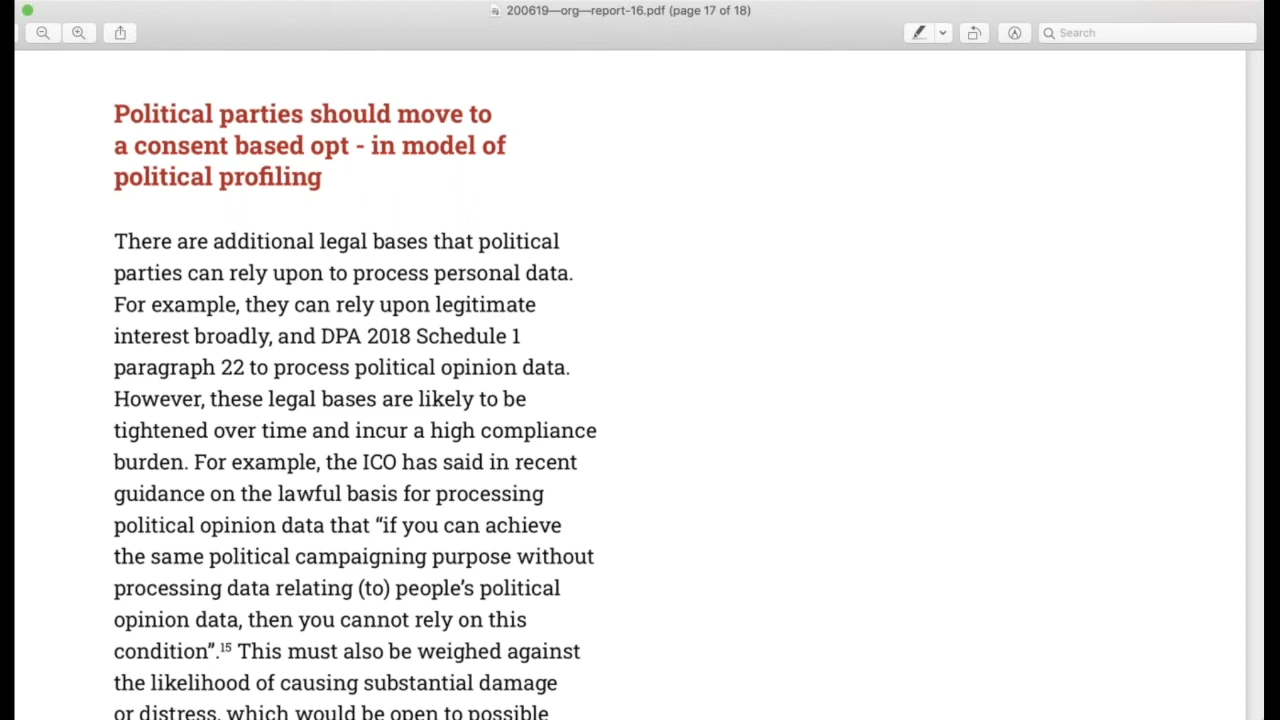 200619—org—report-16.pdf (page 17 of 18)
Search
Political parties should move to
a consent based opt - in model of
political profiling
There are additional legal bases that political
parties can rely upon to process personal data.
For example, they can rely upon legitimate
interest broadly, and DPA 2018 Schedule 1
paragraph 22 to process political opinion data.
However, these legal bases are likely to be
tightened over time and incur a high compliance
burden. For example, the ICO has said in recent
guidance on the lawful basis for processing
political opinion data that “if you can achieve
the same political campaigning purpose without
processing data relating (to) people’s political
opinion data, then you cannot rely on this
condition”.15 This must also be weighed against
the likelihood of causing substantial damage
or distress, which would be open to possible